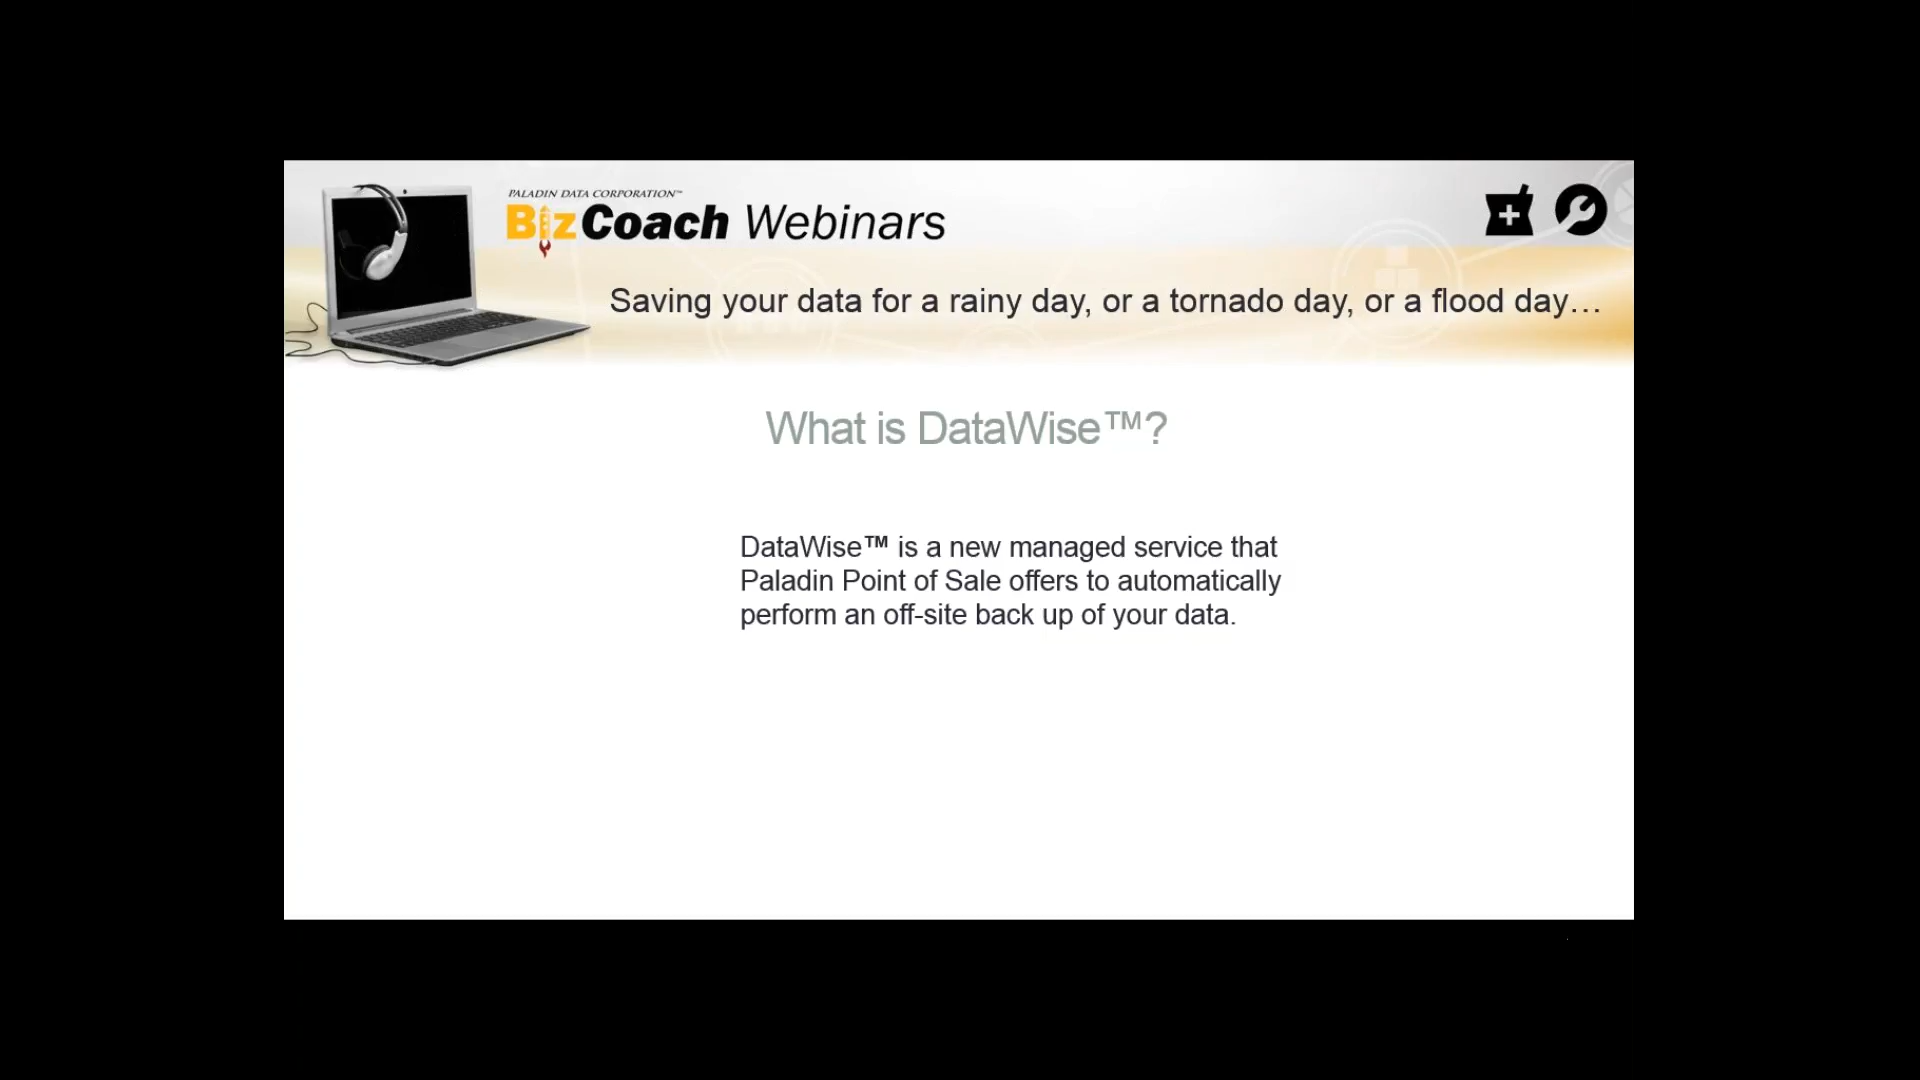 PALADIN DATA CORPORATION™
BizCoach Webinars
Saving your data for a rainy day, or a tornado day, or a flood day…
What is DataWise™?
DataWise™ is a new managed service that
Paladin Point of Sale offers to automatically
perform an off-site back up of your data.